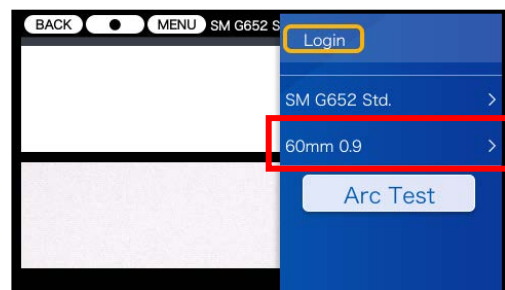 BACK ● MENU SM G652 S
Login
SM G652 Std. >
60mm 0.9 >
Arc Test